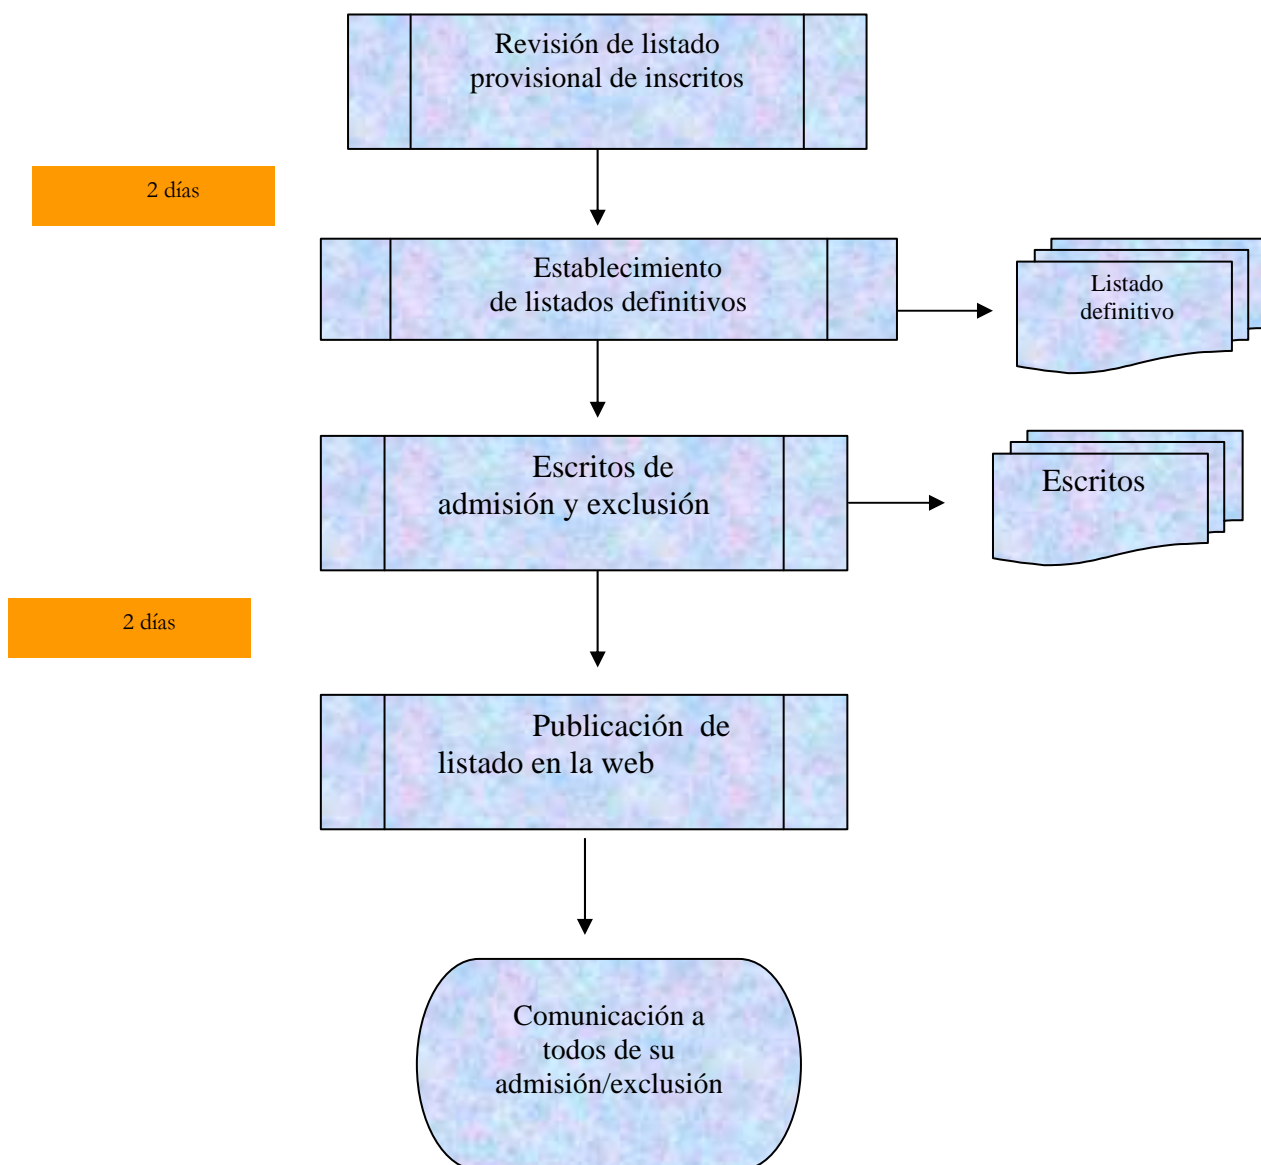 Revisión de listado
provisional de inscritos
2 días
Establecimiento
de listados definitivos
Listado
definitivo
Escritos de
admisión y exclusión
Escritos
2 días
Publicación  de
listado en la web
Comunicación a
todos de su
admisión/exclusión